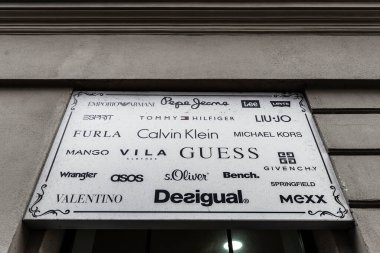 EMPORIO ARMANI Pepe Jeans Lee LEVI'S
ESPRIT TOMMY HILFIGER LIU·JO
FURLA Calvin Klein MICHAEL KORS
MANGO VILA CLOTHES GUESS GIVENCHY
Wrangler asos s.Oliver Bench. SPRINGFIELD
VALENTINO Desigual® mexx